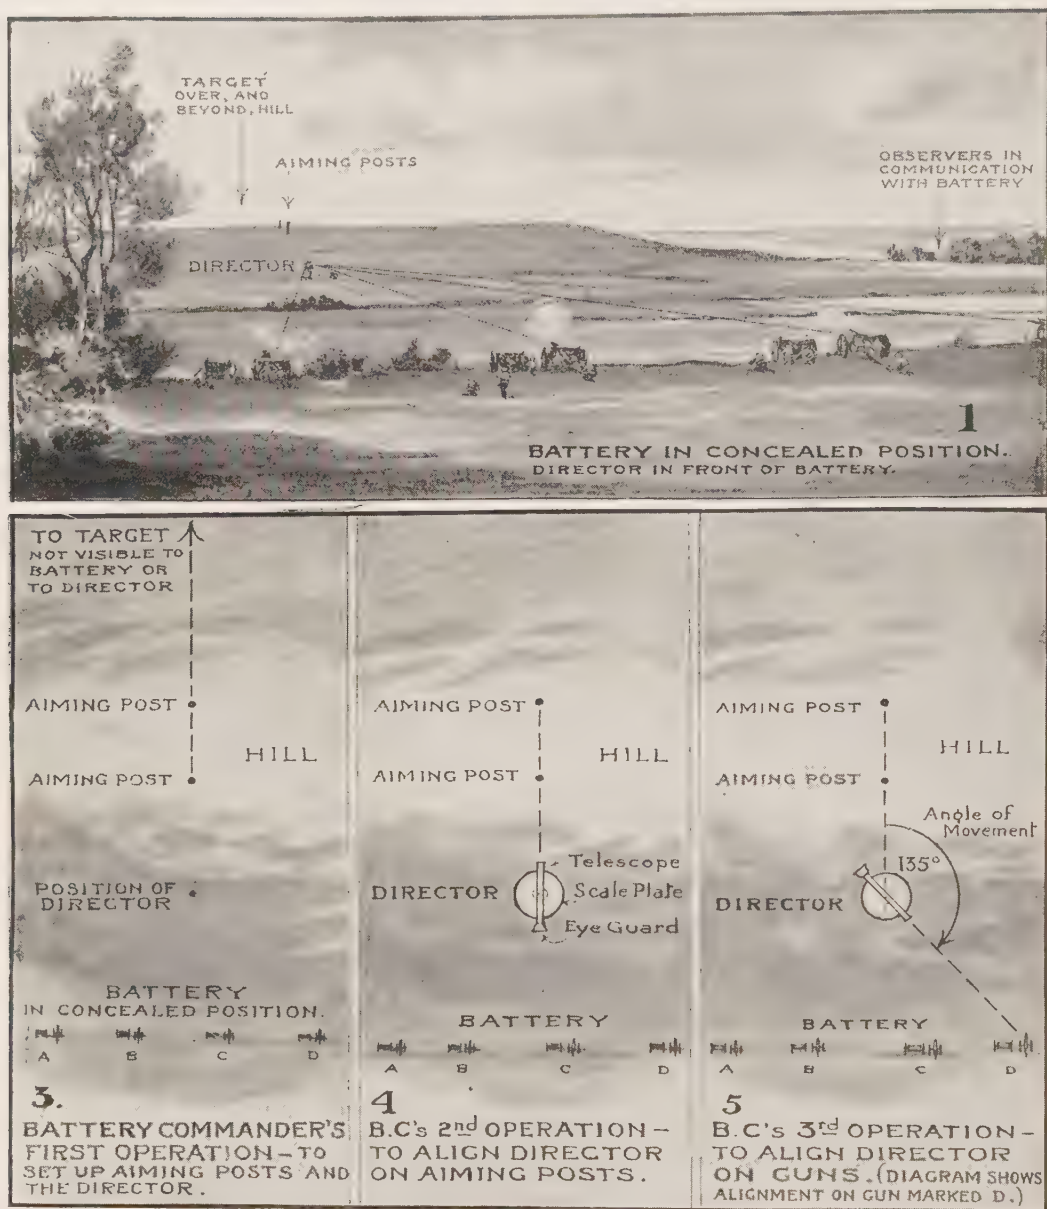 TARGET
OVER, AND
BEYOND, HILL
AIMING POSTS
OBSERVERS IN
COMMUNICATION
WITH BATTERY
DIRECTOR
1
BATTERY IN CONCEALED POSITION.
DIRECTOR IN FRONT OF BATTERY.
TO TARGET
NOT VISIBLE TO
BATTERY OR
TO DIRECTOR
AIMING POST
HILL
AIMING POST
POSITION OF
DIRECTOR
BATTERY
IN CONCEALED POSITION.
A B C D
3.
BATTERY COMMANDER'S
FIRST OPERATION - TO
SET UP AIMING POSTS AND
THE DIRECTOR.
AIMING POST
HILL
AIMING POST
Telescope
DIRECTOR Scale Plate
Eye Guard
BATTERY
A B C D
4
B.C's 2nd OPERATION -
TO ALIGN DIRECTOR
ON AIMING POSTS.
AIMING POST
HILL
AIMING POST
Angle of
Movement
135°
DIRECTOR
BATTERY
A B C D
5
B.C's 3rd OPERATION -
TO ALIGN DIRECTOR
ON GUNS. (DIAGRAM SHOWS
ALIGNMENT ON GUN MARKED D.)